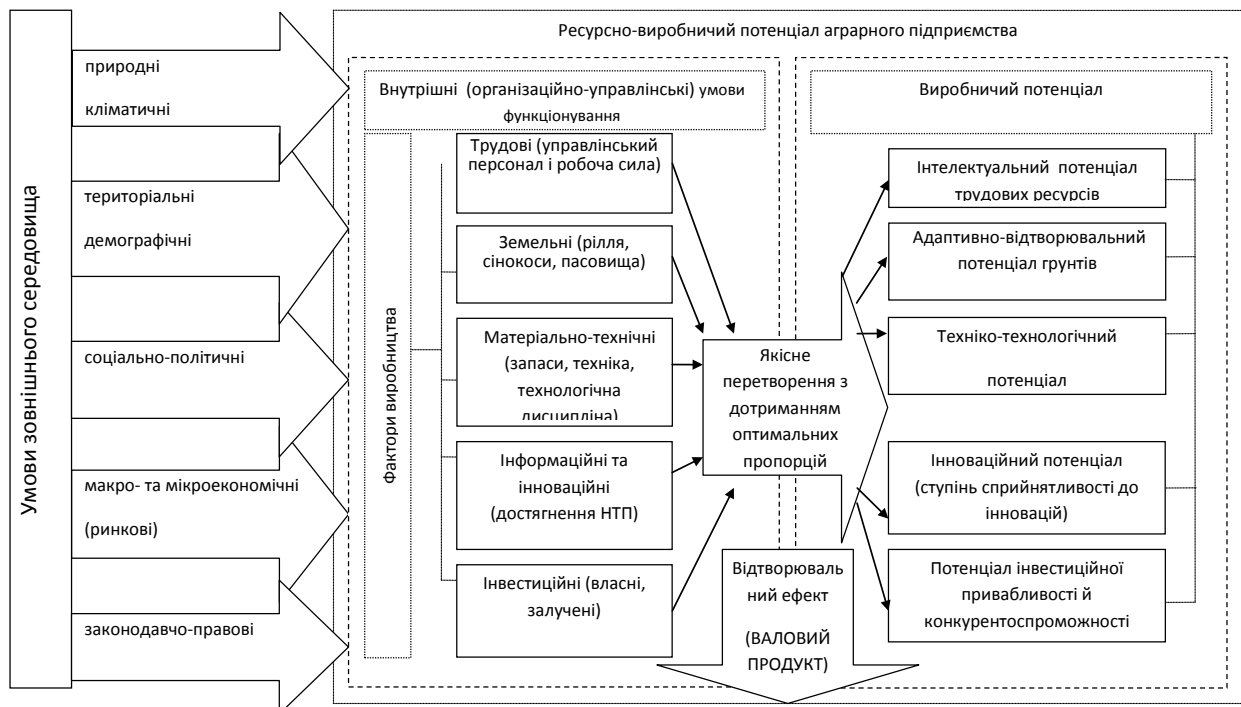 Умови зовнішнього середовища
природні
кліматичні
територіальні
демографічні
соціально-політичні
макро- та мікроекономічні
(ринкові)
законодавчо-правові
Ресурсно-виробничий потенціал аграрного підприємства
Внутрішні (організаційно-управлінські) умови
функціонування
Фактори виробництва
Трудові (управлінський
персонал і робоча сила)
Земельні (рілля,
сінокоси, пасовища)
Матеріально-технічні
(запаси, техніка,
технологічна
дисципліна)
Інформаційні та
інноваційні
(досягнення НТП)
Інвестиційні (власні,
залучені)
Якісне
перетворення з
дотриманням
оптимальних
пропорцій
Відтворюваль
ний ефект
(ВАЛОВИЙ
ПРОДУКТ)
Виробничий потенціал
Інтелектуальний потенціал
трудових ресурсів
Адаптивно-відтворювальний
потенціал грунтів
Техніко-технологічний
потенціал
Інноваційний потенціал
(ступінь сприйнятливості до
інновацій)
Потенціал інвестиційної
привабливості й
конкурентоспроможності